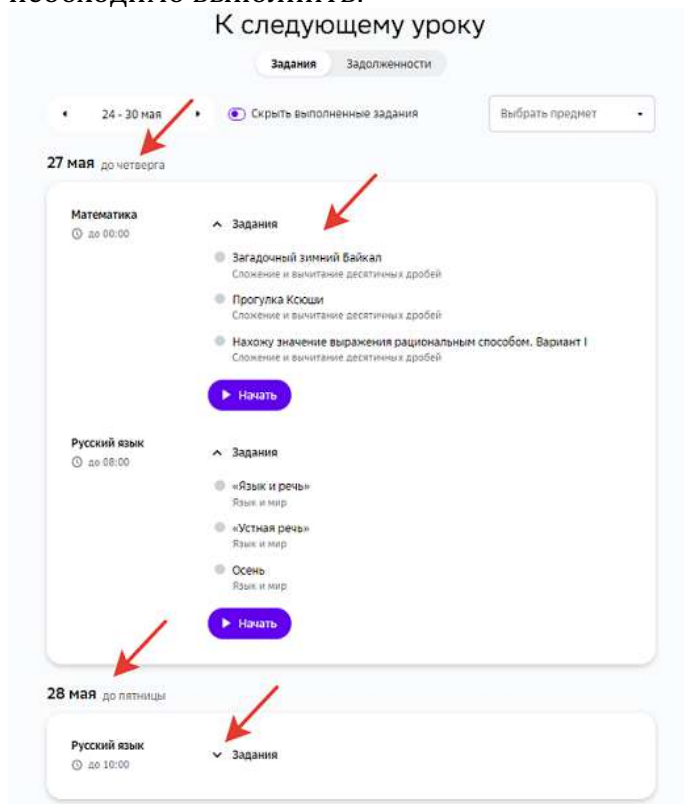 К следующему уроку
Задания Задолженности
24 - 30 мая Скрыть выполненные задания Выбрать предмет
27 мая до четверга
Математика
до 00:00
Задания
Загадочный зимний Байкал
Сложение и вычитание десятичных дробей
Прогулка Ксюши
Сложение и вычитание десятичных дробей
Нахожу значение выражения рациональным способом. Вариант I
Сложение и вычитание десятичных дробей
Начать
Русский язык
до 08:00
Задания
«Язык и речь»
Язык и мир
«Устная речь»
Язык и мир
Осень
Язык и мир
Начать
28 мая до пятницы
Русский язык
до 10:00
Задания